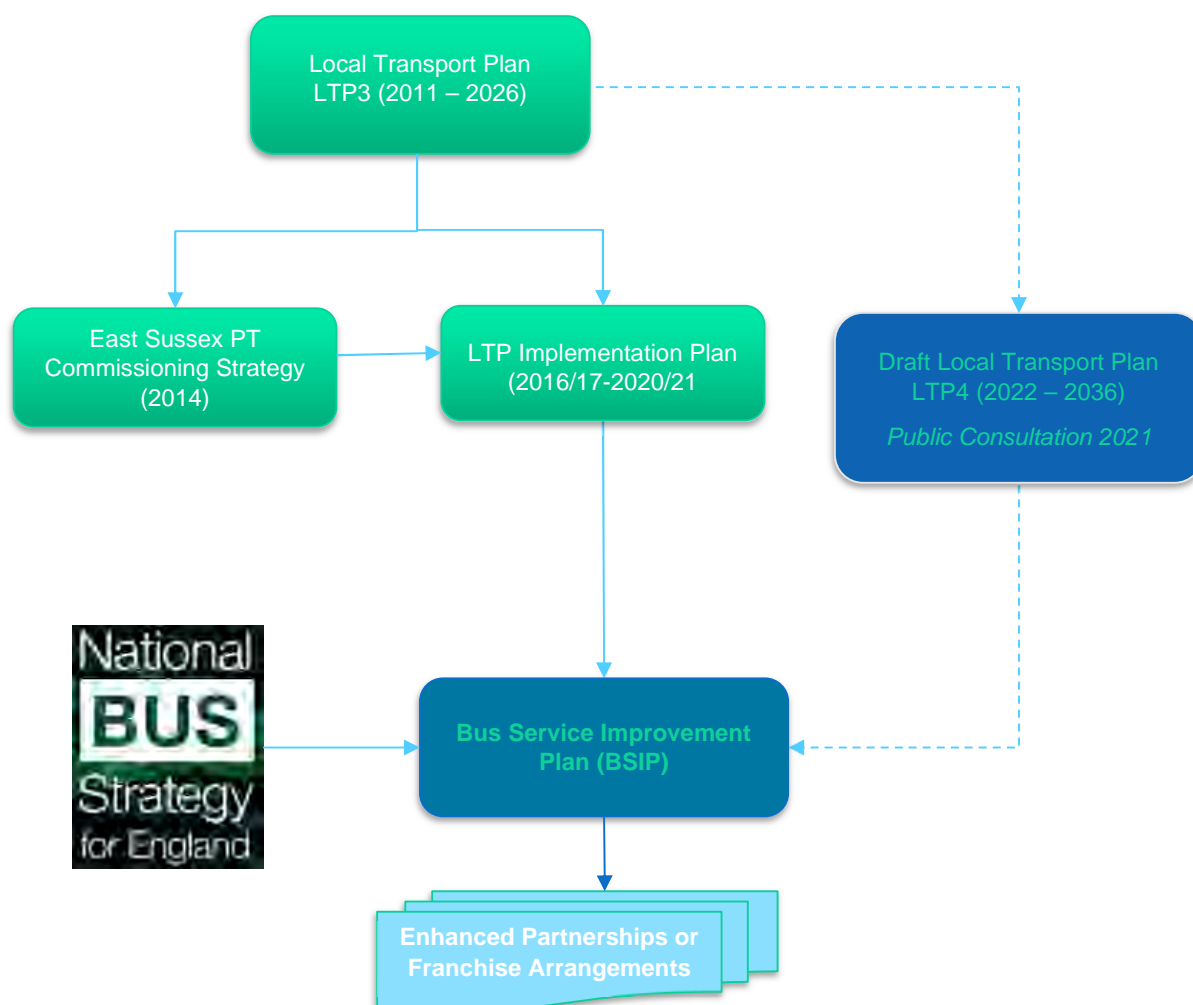 Local Transport Plan
LTP3 (2011 – 2026)
East Sussex PT
Commissioning Strategy
(2014)
LTP Implementation Plan
(2016/17-2020/21
Draft Local Transport Plan
LTP4 (2022 – 2036)
Public Consultation 2021
National
BUS
Strategy
for England
Bus Service Improvement
Plan (BSIP)
Enhanced Partnerships or
Franchise Arrangements